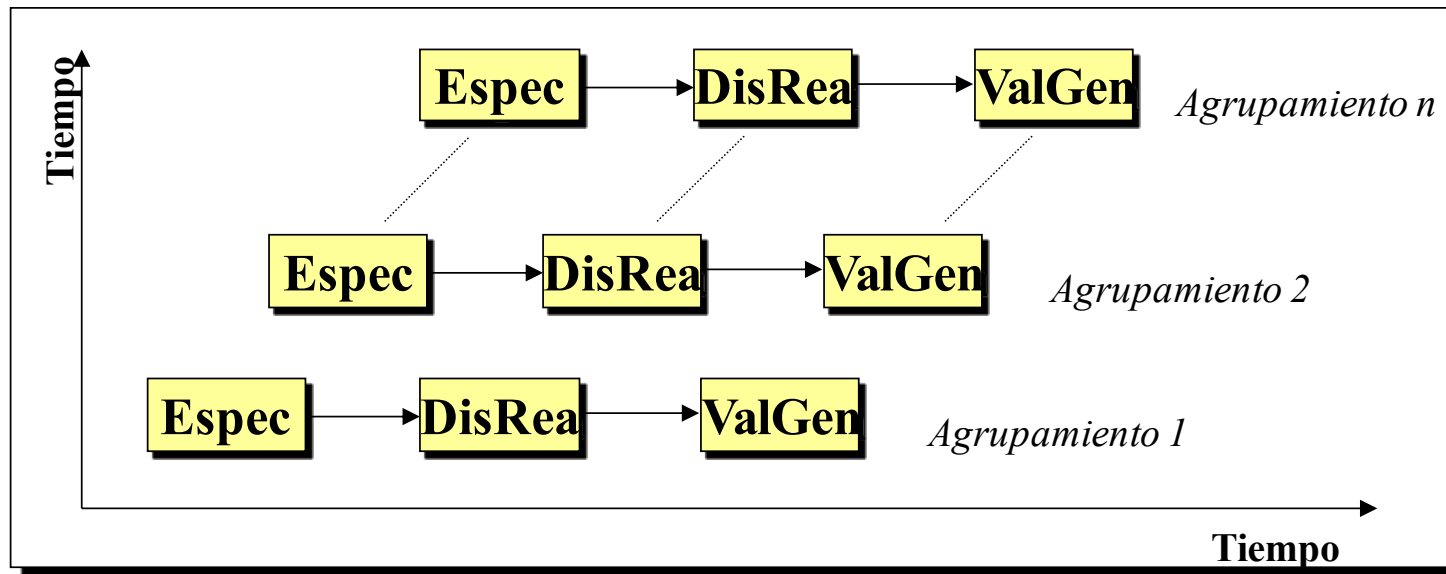 Tiempo
Espec DisRea ValGen Agrupamiento n
Espec DisRea ValGen Agrupamiento 2
Espec DisRea ValGen Agrupamiento 1
Tiempo